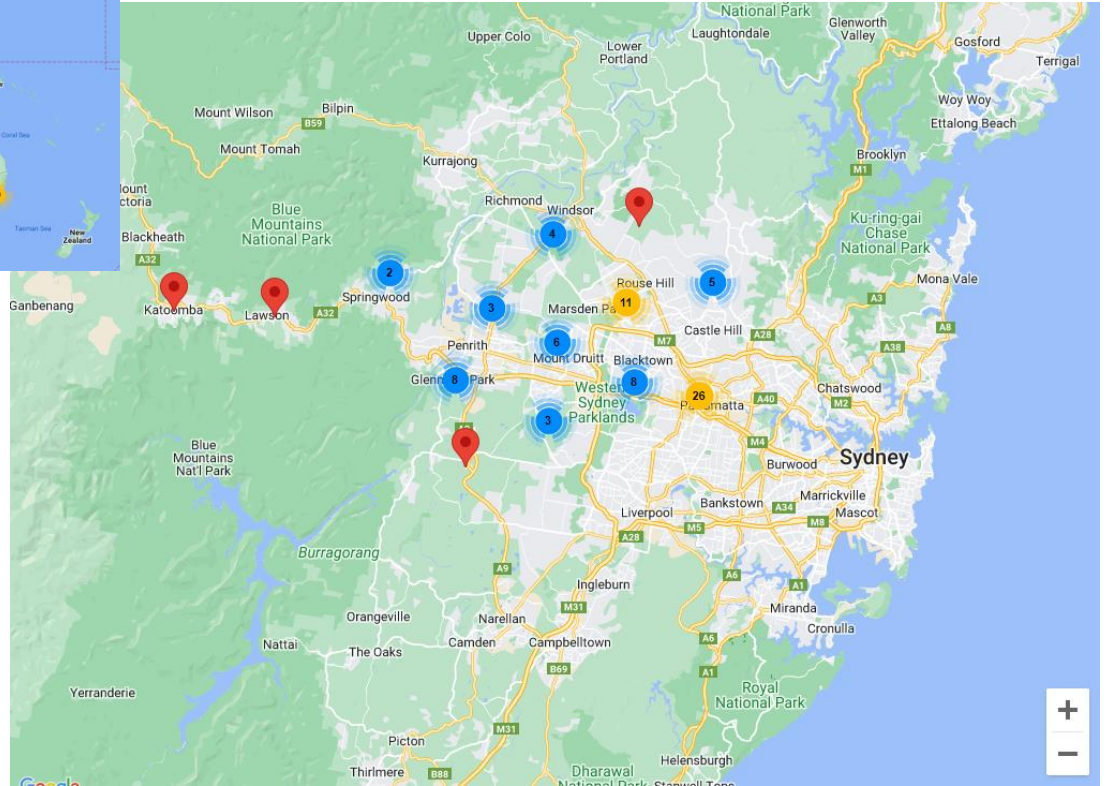 National Park
Laughtondale
Glenworth
Valley
Upper Colo
Lower
Portland
Gosford
Terrigal
Coral Sea
Mount Wilson
Bilpin
B59
Woy Woy
Ettalong Beach
Mount Tomah
Kurrajong
Brooklyn
M1
Tasman Sea
New
Zealand
Blackheath
A32
Blue
Mountains
National Park
Richmond
Windsor
4
Ku-ring-gai
Chase
National Park
2
Springwood
Rouse Hill
5
Mona Vale
Ganbenang
Katoomba
Lawson
A32
3
Marsden Pa
11
A3
A8
Castle Hill
A28
Penrith
6
Mount Druitt
M7
Blacktown
A38
8
Park
8
Western
Sydney
Parklands
26
matta
A40
Chatswood
M2
3
M4
Blue
Mountains
Nat'l Park
Burwood
Sydney
Liverpool
Bankstown
Marrickville
A34
M8
Mascot
M5
A28
Burragorang
A9
Ingleburn
A6
A1
M31
Miranda
Cronulla
Orangeville
Narellan
Camden
Campbelltown
A6
Nattai
The Oaks
B69
A1
Yerranderie
Royal
National Park
M31
Picton
Thirlmere
B88
Helensburgh
Dharawal
National Park
Stanwell Tops
Google
+
−